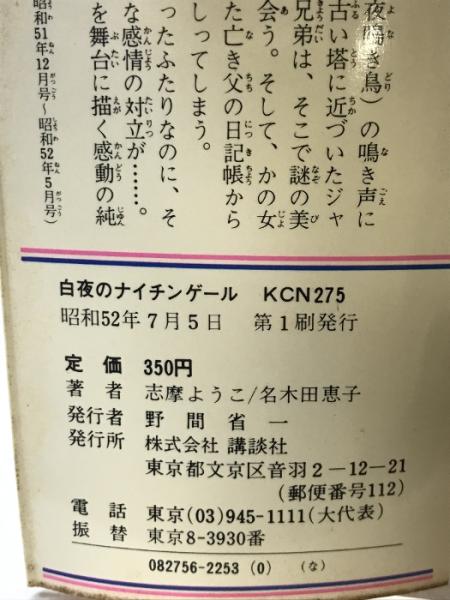 夜鳴き鳥）の鳴き声に
古い塔に近づいたジャ
兄弟は、そこで謎の美
会う。そして、かの女
た亡き父の日記帳から
しってしまう。
ったふたりなのに、そ
な感情の対立が……。
を舞台に描く感動の純
昭和51年12月号～昭和52年5月号）
白夜のナイチンゲール KCN275
昭和52年7月5日 第1刷発行
定価 350円
著者 志摩ようこ/名木田恵子
発行者 野間省一
発行所 株式会社 講談社
東京都文京区音羽2-12-21
(郵便番号112)
電話 東京(03)945-1111(大代表)
振替 東京8-3930番
082756-2253 (0) (な)